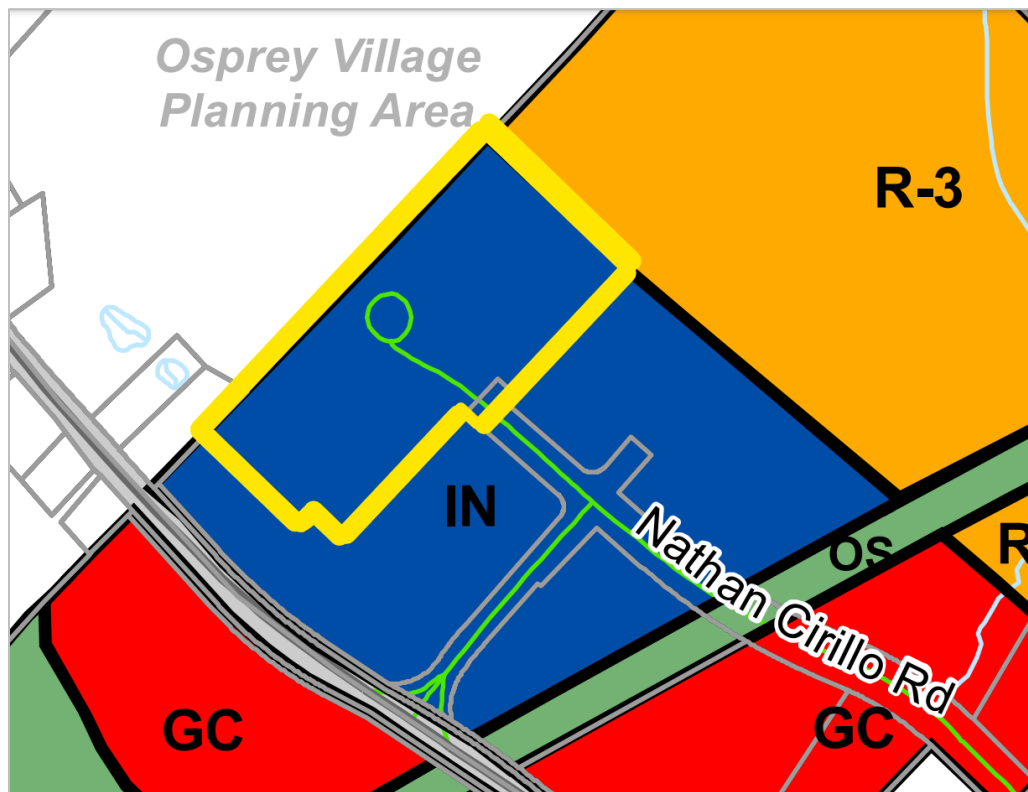 Osprey Village
Planning Area
R-3
IN
OS
R
Nathan Cirillo Rd
GC
GC